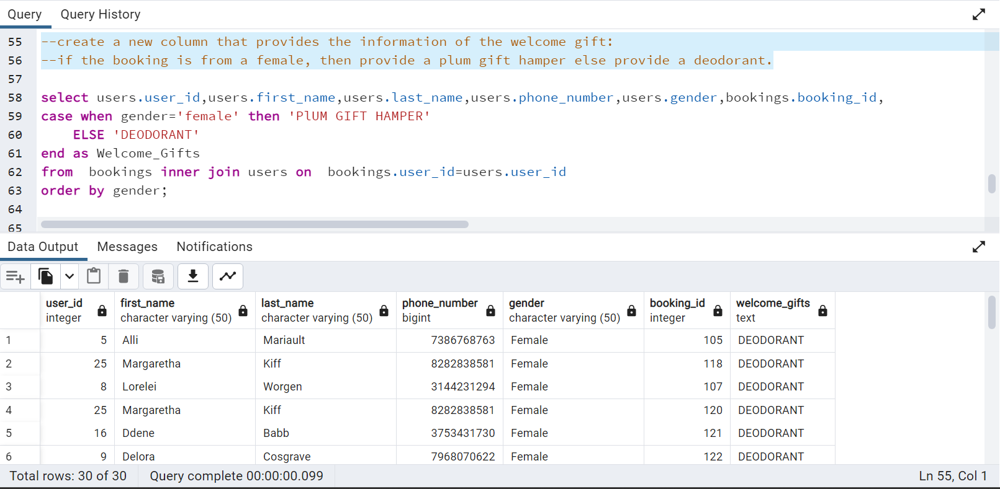 Query Query History
55 --create a new column that provides the information of the welcome gift:
56 --if the booking is from a female, then provide a plum gift hamper else provide a deodorant.
57
58 select users.user_id,users.first_name,users.last_name,users.phone_number,users.gender,bookings.booking_id,
59 case when gender='female' then 'PlUM GIFT HAMPER'
60 ELSE 'DEODORANT'
61 end as Welcome_Gifts
62 from bookings inner join users on bookings.user_id=users.user_id
63 order by gender;
64
65
Data Output Messages Notifications
user_id first_name last_name phone_number gender booking_id welcome_gifts
integer character varying (50) character varying (50) bigint character varying (50) integer text
1 5 Alli Mariault 7386768763 Female 105 DEODORANT
2 25 Margaretha Kiff 8282838581 Female 118 DEODORANT
3 8 Lorelei Worgen 3144231294 Female 107 DEODORANT
4 25 Margaretha Kiff 8282838581 Female 120 DEODORANT
5 16 Ddene Babb 3753431730 Female 121 DEODORANT
6 9 Delora Cosgrave 7968070622 Female 122 DEODORANT
Total rows: 30 of 30 Query complete 00:00:00.099 Ln 55, Col 1